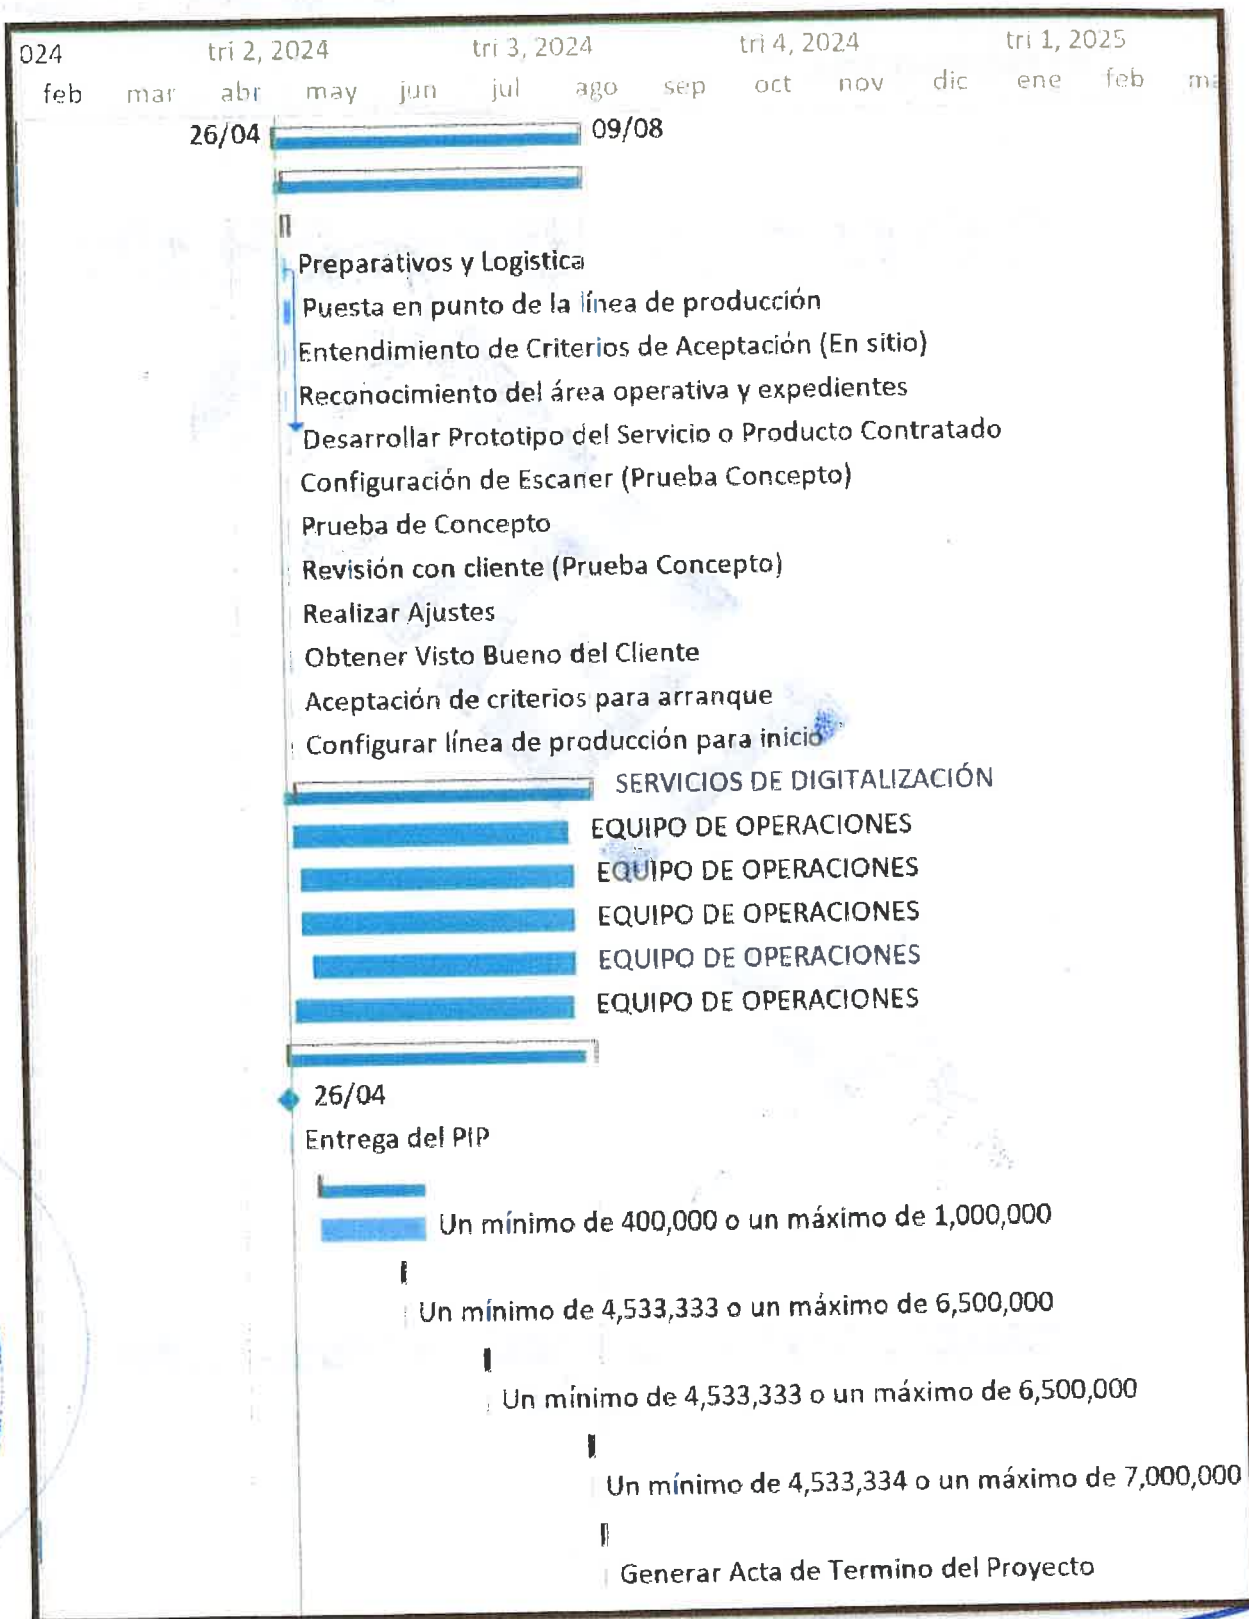 024 tri 2, 2024 tri 3, 2024 tri 4, 2024 tri 1, 2025
feb mar abr may jun jul ago sep oct nov dic ene feb
26/04 09/08
Preparativos y Logistica
Puesta en punto de la línea de producción
Entendimiento de Criterios de Aceptación (En sitio)
Reconocimiento del área operativa y expedientes
Desarrollar Prototipo del Servicio o Producto Contratado
Configuración de Escaner (Prueba Concepto)
Prueba de Concepto
Revisión con cliente (Prueba Concepto)
Realizar Ajustes
Obtener Visto Bueno del Cliente
Aceptación de criterios para arranque
Configurar línea de producción para inicio
SERVICIOS DE DIGITALIZACIÓN
EQUIPO DE OPERACIONES
EQUIPO DE OPERACIONES
EQUIPO DE OPERACIONES
EQUIPO DE OPERACIONES
EQUIPO DE OPERACIONES
26/04
Entrega del PIP
Un mínimo de 400,000 o un máximo de 1,000,000
Un mínimo de 4,533,333 o un máximo de 6,500,000
Un mínimo de 4,533,333 o un máximo de 6,500,000
Un mínimo de 4,533,334 o un máximo de 7,000,000
Generar Acta de Termino del Proyecto